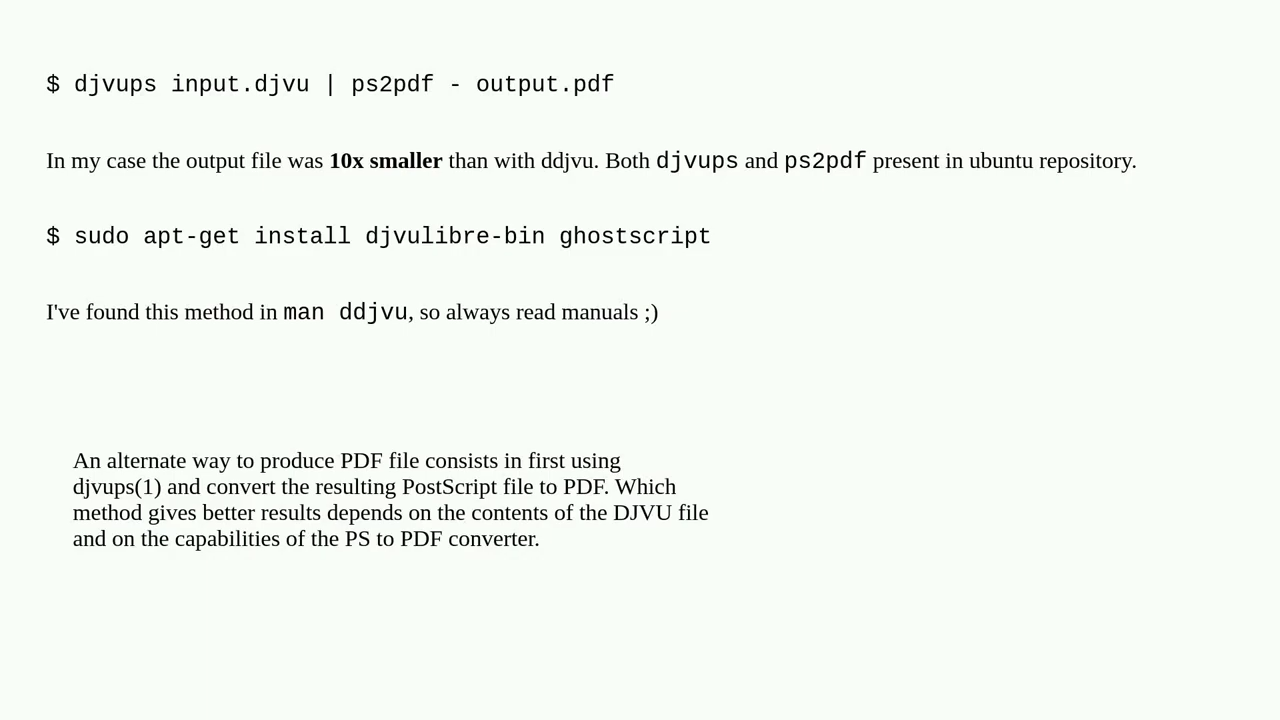 $ djvups input.djvu | ps2pdf - output.pdf
In my case the output file was 10x smaller than with ddjvu. Both djvups and ps2pdf present in ubuntu repository.
$ sudo apt-get install djvulibre-bin ghostscript
I've found this method in man ddjvu, so always read manuals ;)
An alternate way to produce PDF file consists in first using
djvups(1) and convert the resulting PostScript file to PDF. Which
method gives better results depends on the contents of the DJVU file
and on the capabilities of the PS to PDF converter.